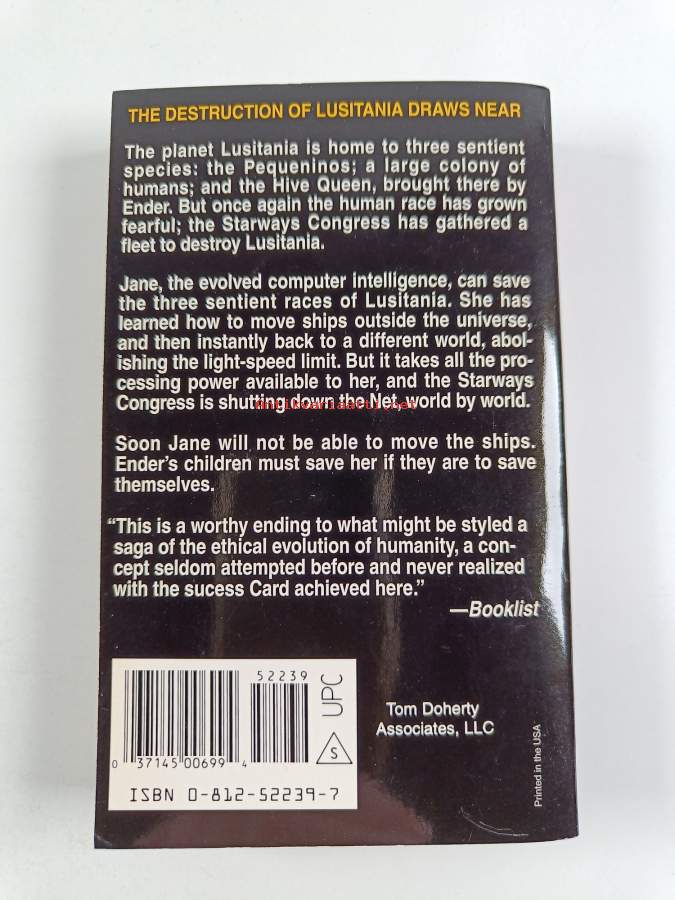 THE DESTRUCTION OF LUSITANIA DRAWS NEAR
The planet Lusitania is home to three sentient
species: the Pequeninos; a large colony of
humans; and the Hive Queen, brought there by
Ender. But once again the human race has grown
fearful; the Starways Congress has gathered a
fleet to destroy Lusitania.
Jane, the evolved computer intelligence, can save
the three sentient races of Lusitania. She has
learned how to move ships outside the universe,
and then instantly back to a different world, abol-
ishing the light-speed limit. But it takes all the pro-
cessing power available to her, and the Starways
Congress is shutting down the Net, world by world.
Antikvariaatti.net
Soon Jane will not be able to move the ships.
Ender's children must save her if they are to save
themselves.
“This is a worthy ending to what might be styled a
saga of the ethical evolution of humanity, a con-
cept seldom attempted before and never realized
with the sucess Card achieved here.”
—Booklist
52239
UPC
S
0 37145 00699 4
ISBN 0-812-52239-7
Tom Doherty
Associates, LLC
Printed in the USA